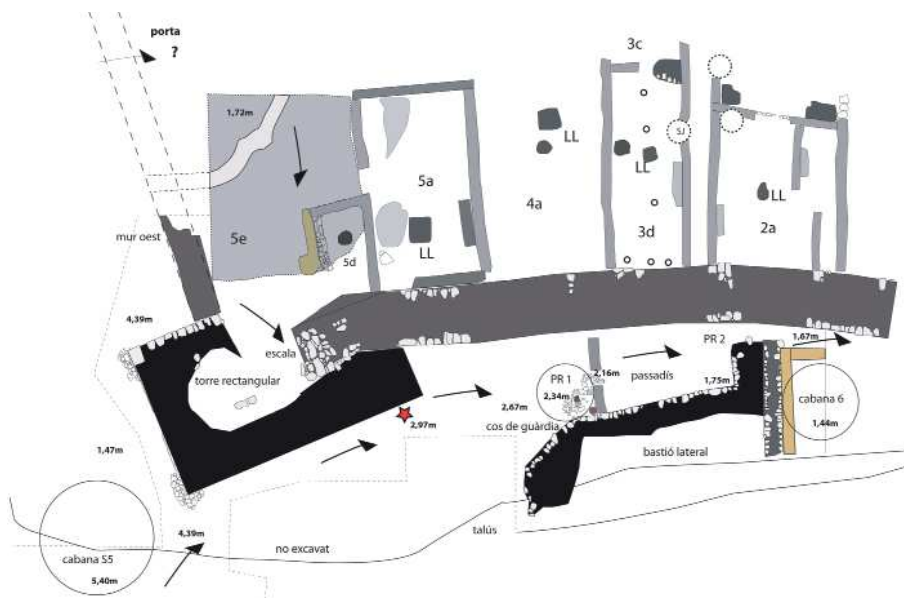 porta
?
3c
1,72m
SJ
LL
LL
LL
5a
4a
5e
5d
LL
3d
2a
mur oest
4,39m
escala
PR 2
1,67m
torre rectangular
PR 1
2,16m
passadís
2,34m
1,75m
cabana 6
2,67m
2,97m
cos de guàrdia
1,44m
1,47m
bastió lateral
4,39m
talús
no excavat
cabana S5
5,40m